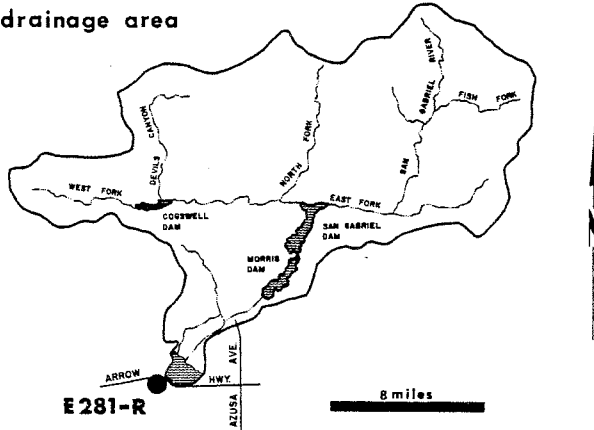 drainage area
SAN GABRIEL RIVER
FISH FORK
DEVILS CANYON
NORTH FORK
WEST FORK
EAST FORK
COGSWELL DAM
SAN GABRIEL DAM
MORRIS DAM
ARROW HWY.
AZUSA AVE.
E281-R
8 miles